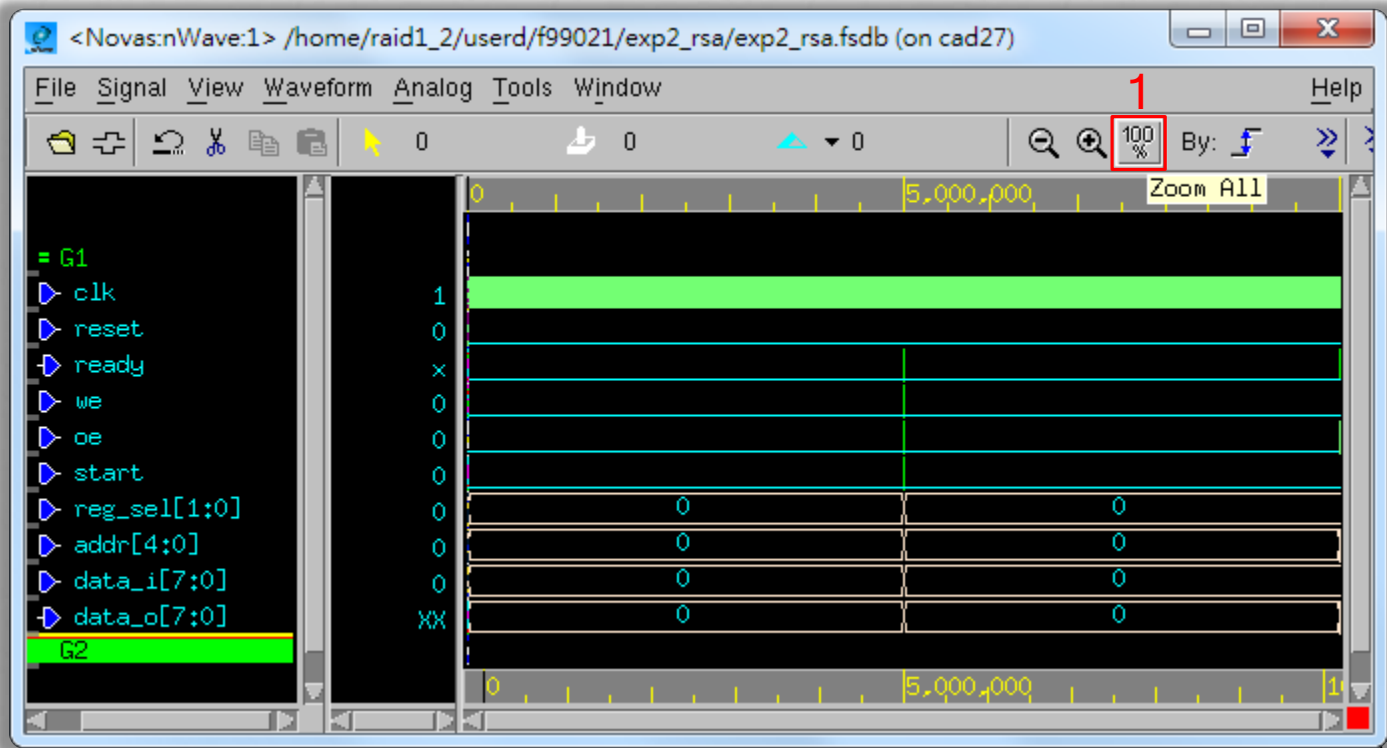 <Novas:nWave:1> /home/raid1_2/userd/f99021/exp2_rsa/exp2_rsa.fsdb (on cad27)
File Signal View Waveform Analog Tools Window Help
1
0 0 0 100 % By:
Zoom All
0 5,000,000
= G1
clk 1
reset 0
ready x
we 0
oe 0
start 0
reg_sel[1:0] 0 0 0
addr[4:0] 0 0 0
data_i[7:0] 0 0 0
data_o[7:0] XX 0 0
G2
0 5,000,000